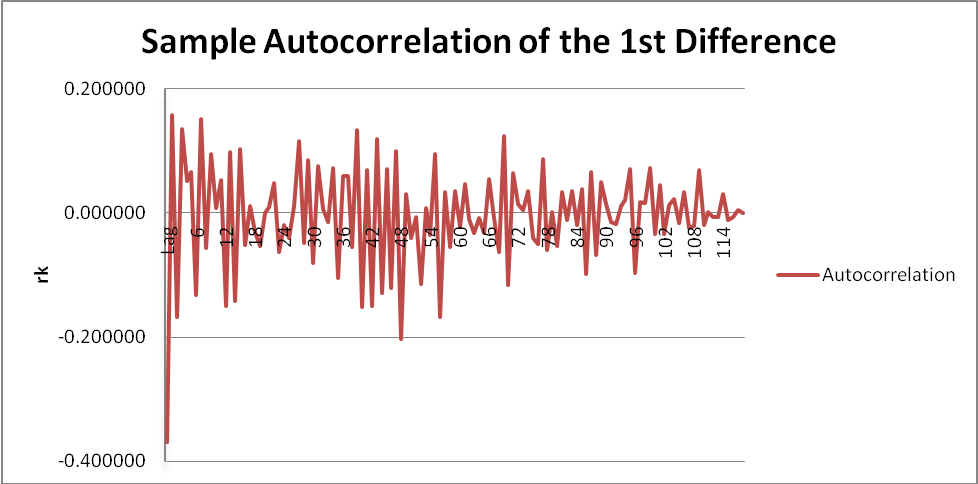 Sample Autocorrelation of the 1st Difference
0.200000
0.000000
-0.200000
-0.400000
rk
Lag 6 12 18 24 30 36 42 48 54 60 66 72 78 84 90 96 102 108 114
Autocorrelation